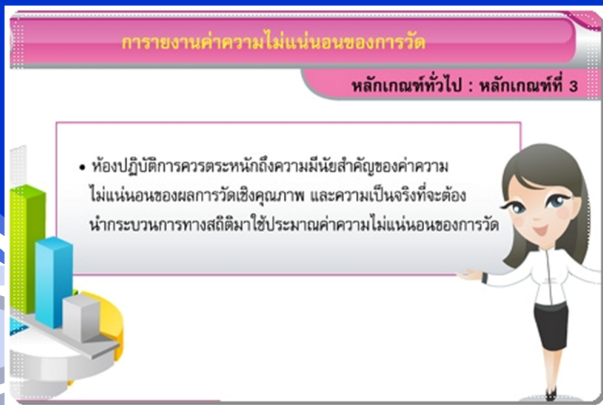 การายงานค่าความไม่แน่นอนของการวัด
หลักเกณฑ์ทั่วไป : หลักเกณฑ์ที่ 3
• ห้องปฏิบัติการควรตระหนักถึงความมีนัยสำคัญของค่าความ
ไม่แน่นอนของผลการวัดเชิงคุณภาพ และความเป็นจริงที่จะต้อง
นำกระบวนการทางสถิติมาใช้ประมาณค่าความไม่แน่นอนของการวัด